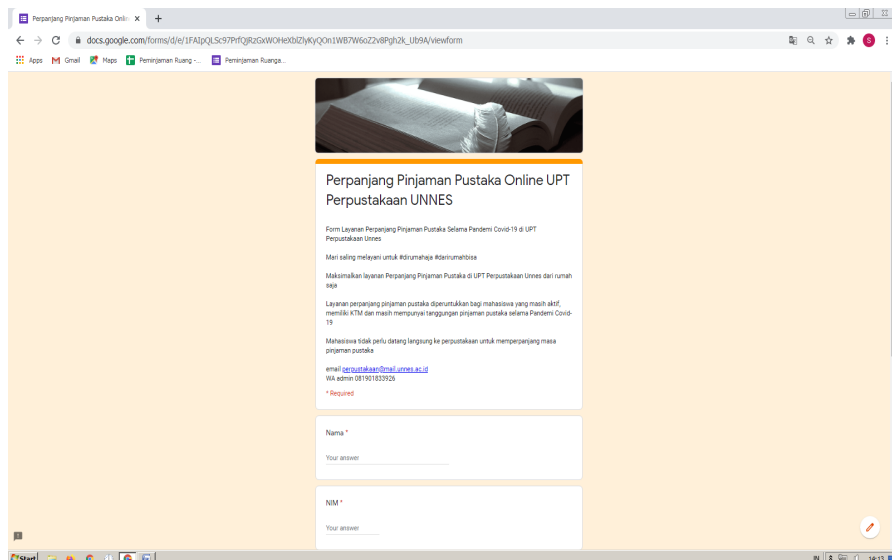 Perpanjang Pinjaman Pustaka Onlin
docs.google.com/forms/d/e/1FAIpQLSc97PrfQjRzGxWOHeXbIZlyKyQOn1WB7W6oZ2v8Pgh2k_Ub9A/viewform
S
Apps Gmail Maps Peminjaman Ruang -... Peminjaman Ruanga...
Perpanjang Pinjaman Pustaka Online UPT
Perpustakaan UNNES
Form Layanan Perpanjang Pinjaman Pustaka Selama Pandemi Covid-19 di UPT
Perpustakaan Unnes
Mari saling melayani untuk #dirumahaja #darirumahbisa
Maksimalkan layanan Perpanjang Pinjaman Pustaka di UPT Perpustakaan Unnes dari rumah
saja
Layanan perpanjang pinjaman pustaka diperuntukkan bagi mahasiswa yang masih aktif,
memiliki KTM dan masih mempunyai tanggungan pinjaman pustaka selama Pandemi Covid-
19
Mahasiswa tidak perlu datang langsung ke perpustakaan untuk memperpanjang masa
pinjaman pustaka
email perpustakaan@mail.unnes.ac.id
WA admin 081901833926
* Required
Nama *
Your answer
NIM *
Your answer
Start
IN 14:13